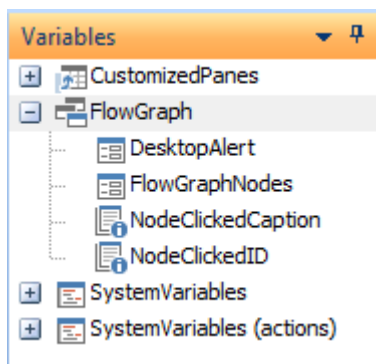 Variables
CustomizedPanes
FlowGraph
DesktopAlert
FlowGraphNodes
NodeClickedCaption
NodeClickedID
SystemVariables
SystemVariables (actions)